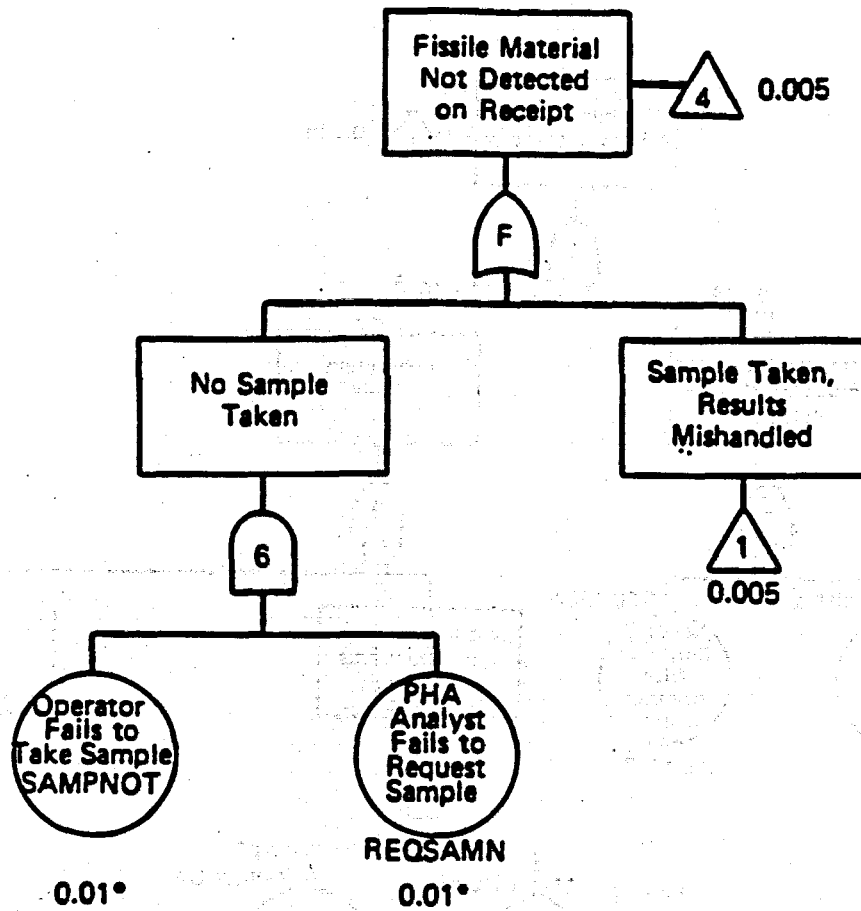 Fissile Material
Not Detected
on Receipt
4
0.005
F
No Sample
Taken
Sample Taken,
Results
Mishandled
6
1
0.005
Operator
Fails to
Take Sample
SAMPNOT
PHA
Analyst
Fails to
Request
Sample
REQSAMN
0.01*
0.01*